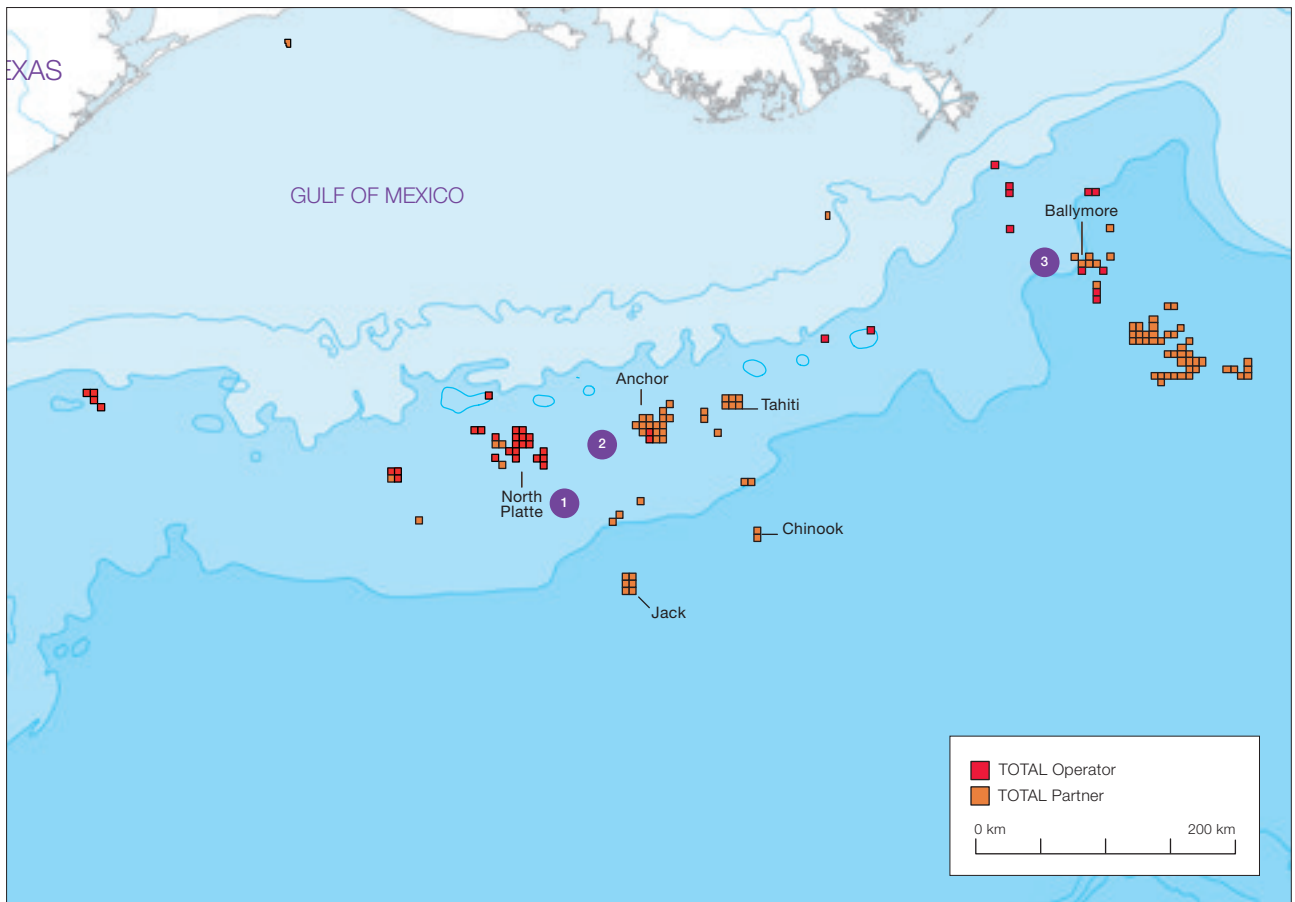 EXAS
GULF OF MEXICO
Ballymore
3
Anchor
Tahiti
2
North
Platte
1
Chinook
Jack
TOTAL Operator
TOTAL Partner
0 km 200 km